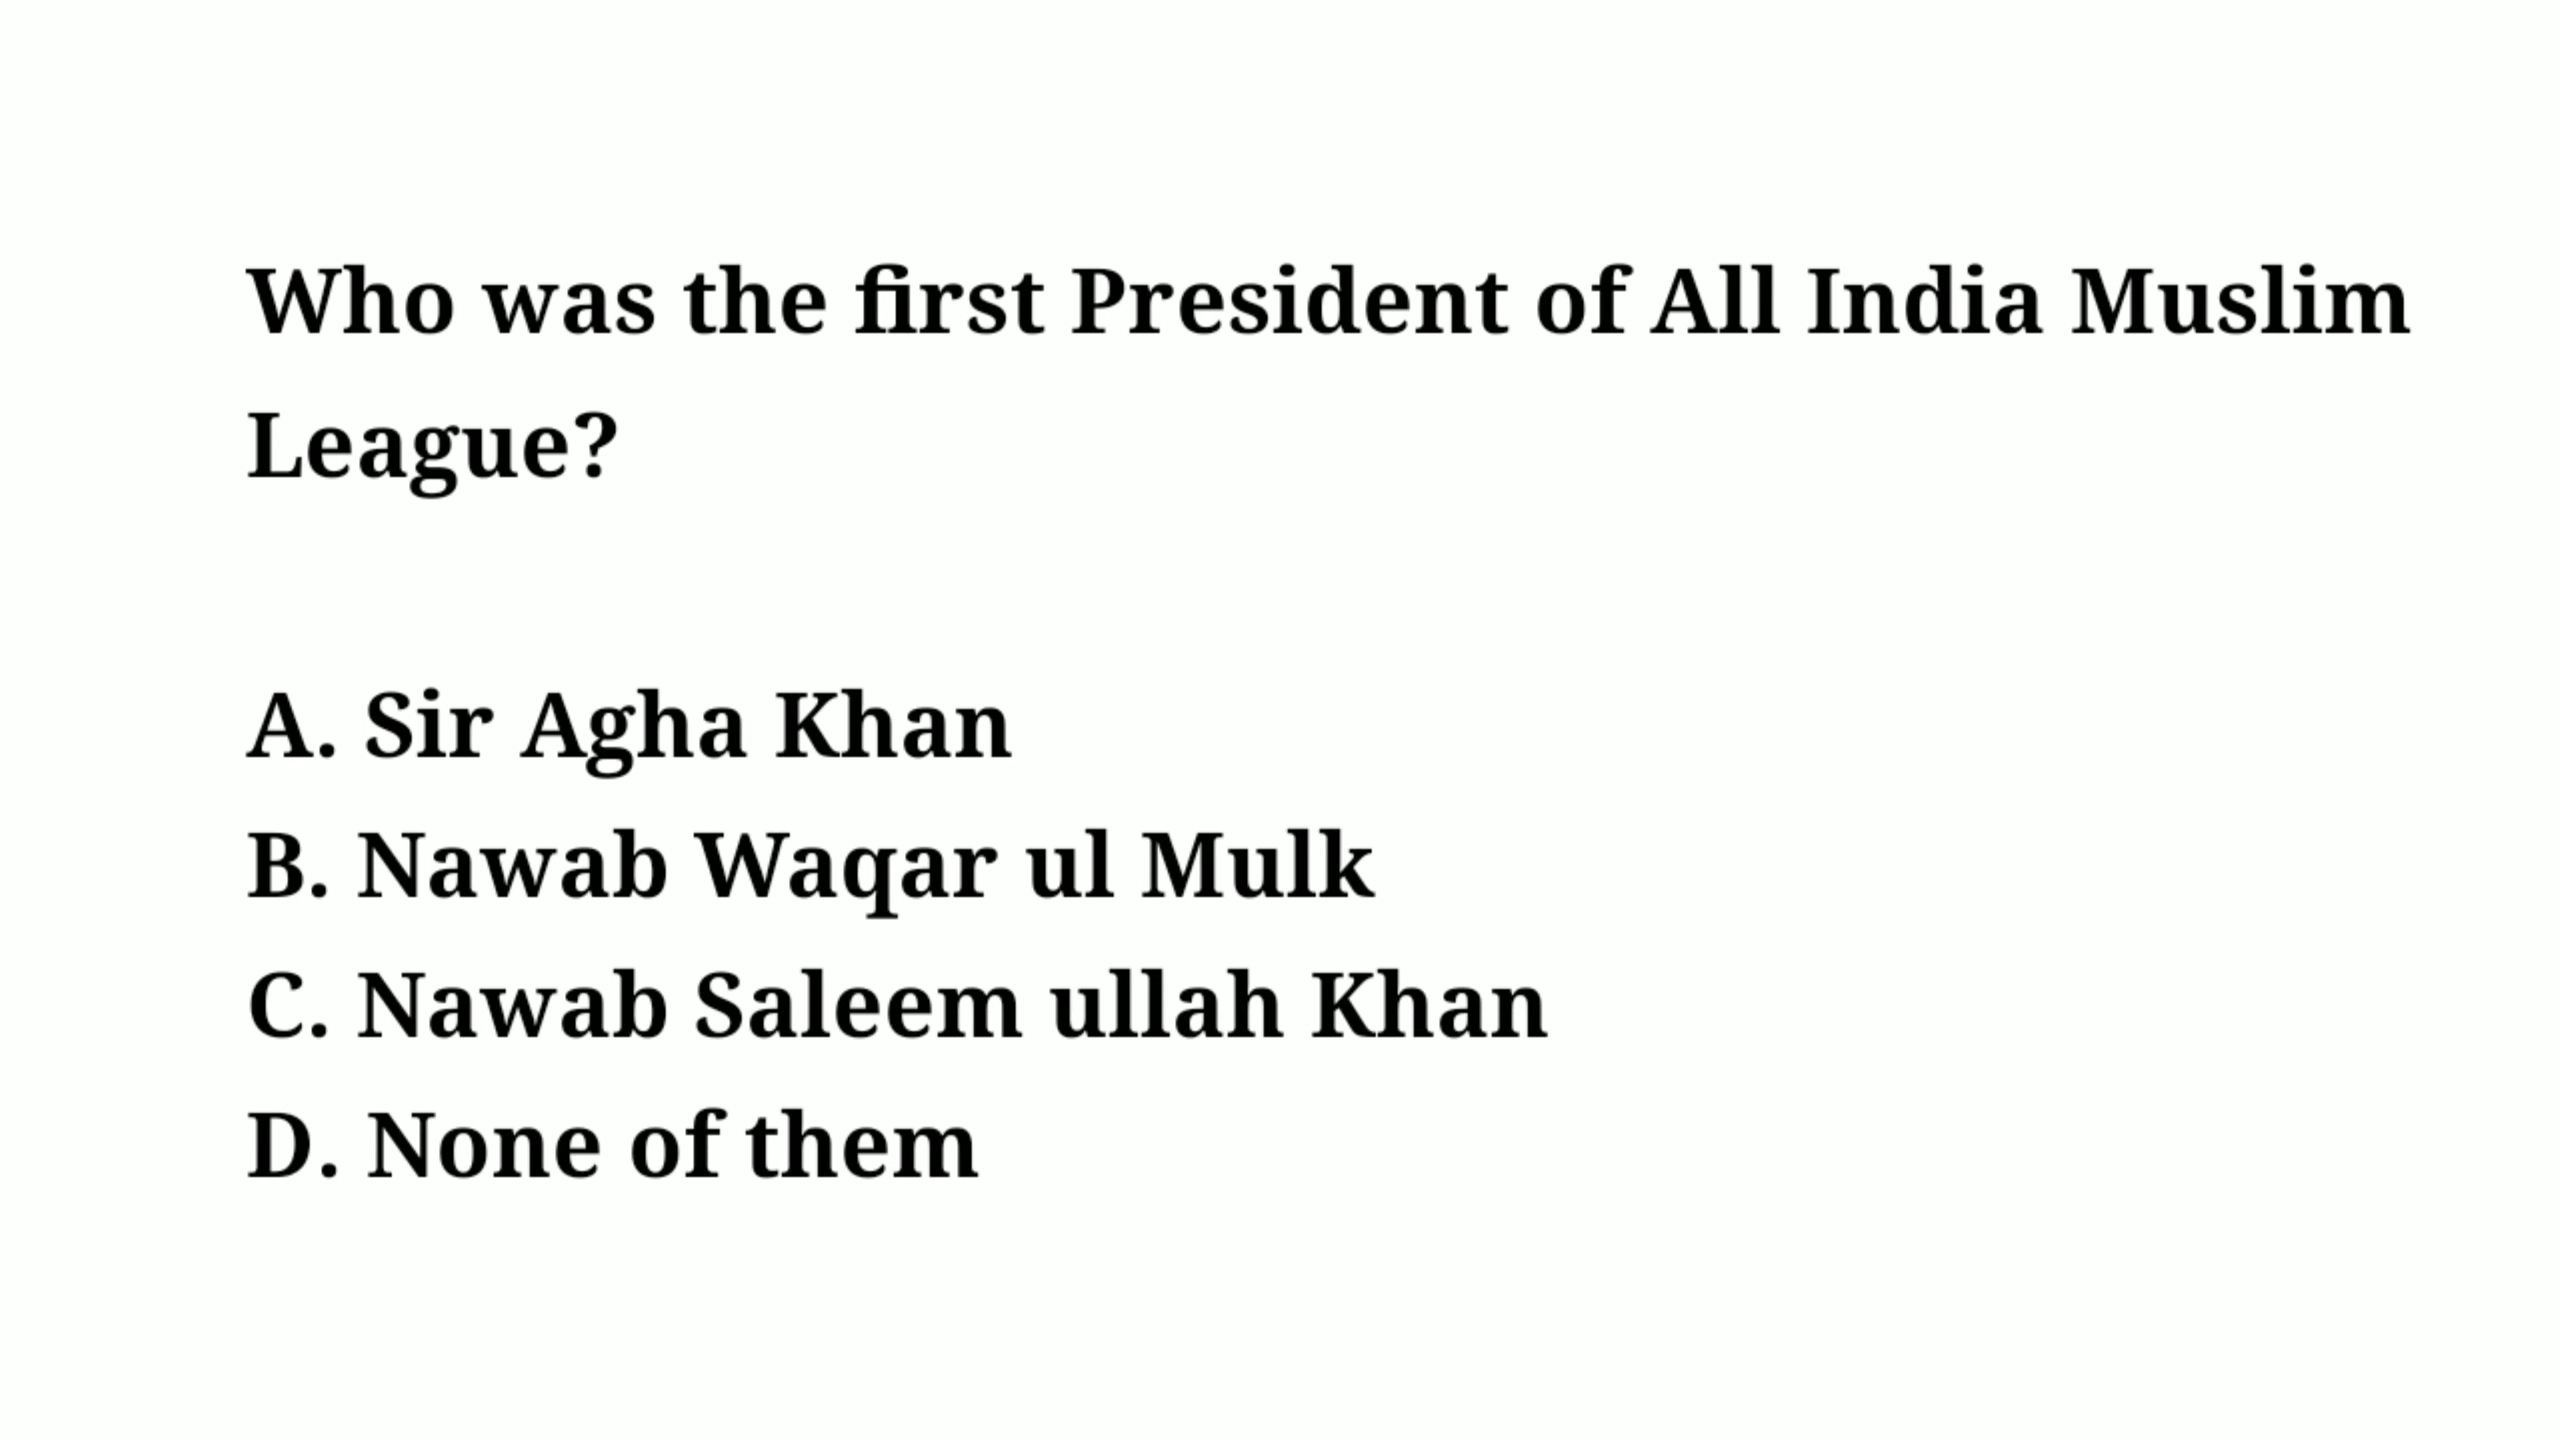 Who was the first President of All India Muslim
League?
A. Sir Agha Khan
B. Nawab Waqar ul Mulk
C. Nawab Saleem ullah Khan
D. None of them